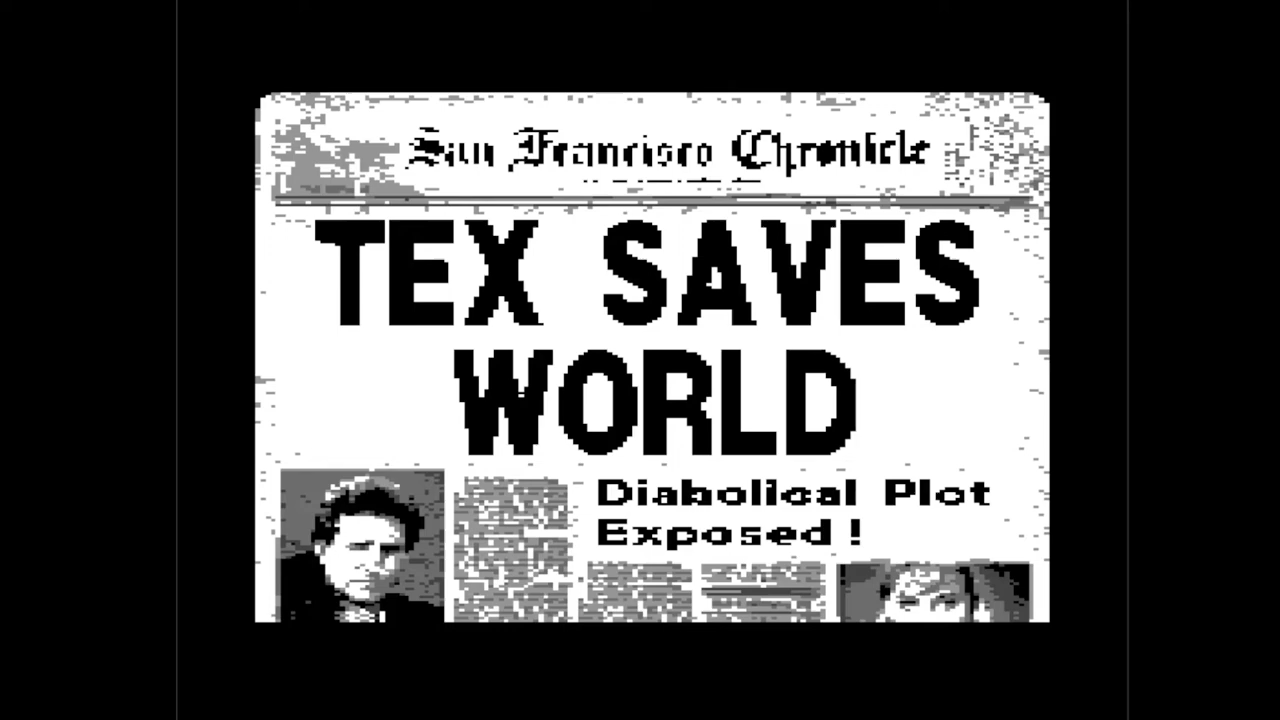 San Francisco Chronicle
TEX SAVES
WORLD
Diabolical Plot
Exposed!